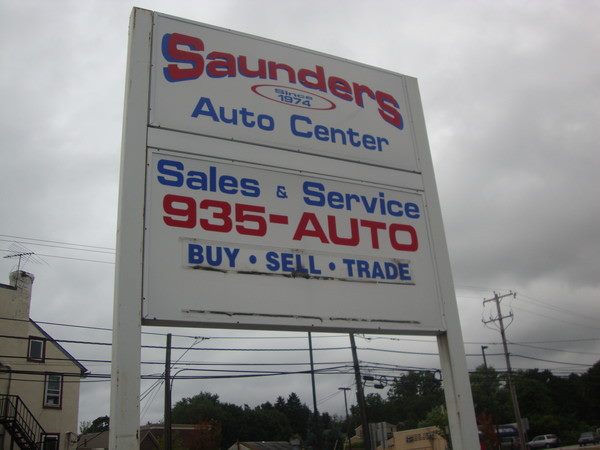 Saunders
Since
1974
Auto Center
Sales & Service
935-AUTO
BUY • SELL • TRADE